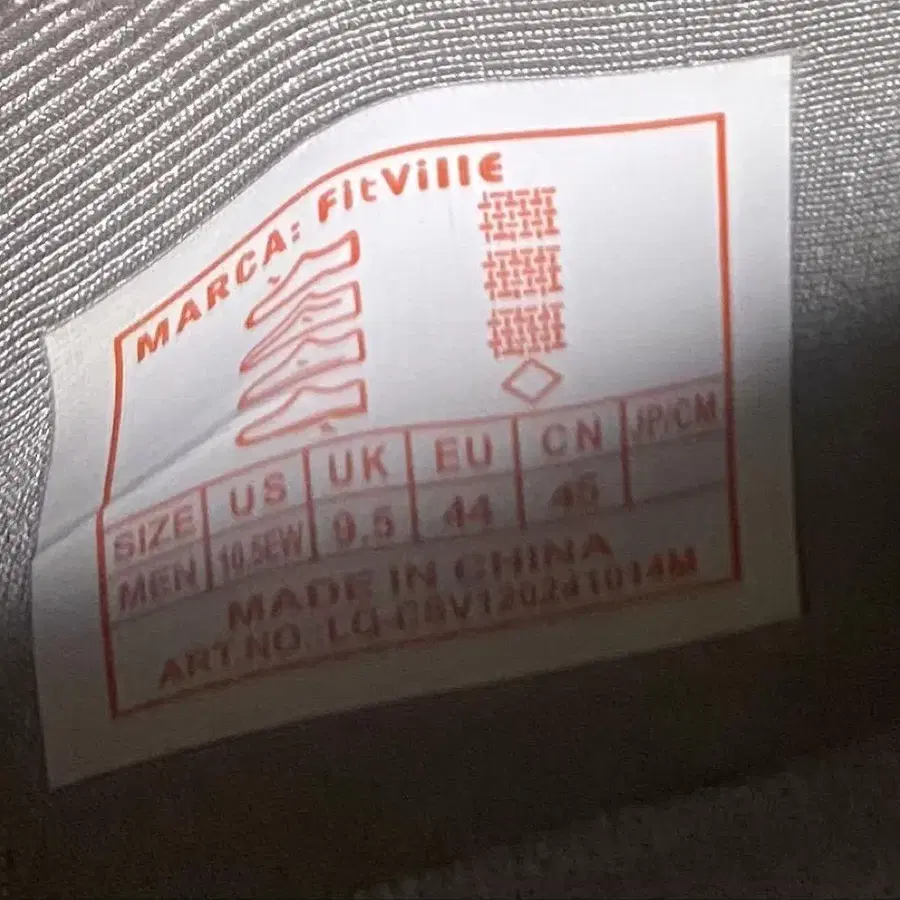 MARCA: FitVille
SIZE US UK EU CN JP/CM
MEN 10.5EW 9.5 44 45
MADE IN CHINA
ART.NO.